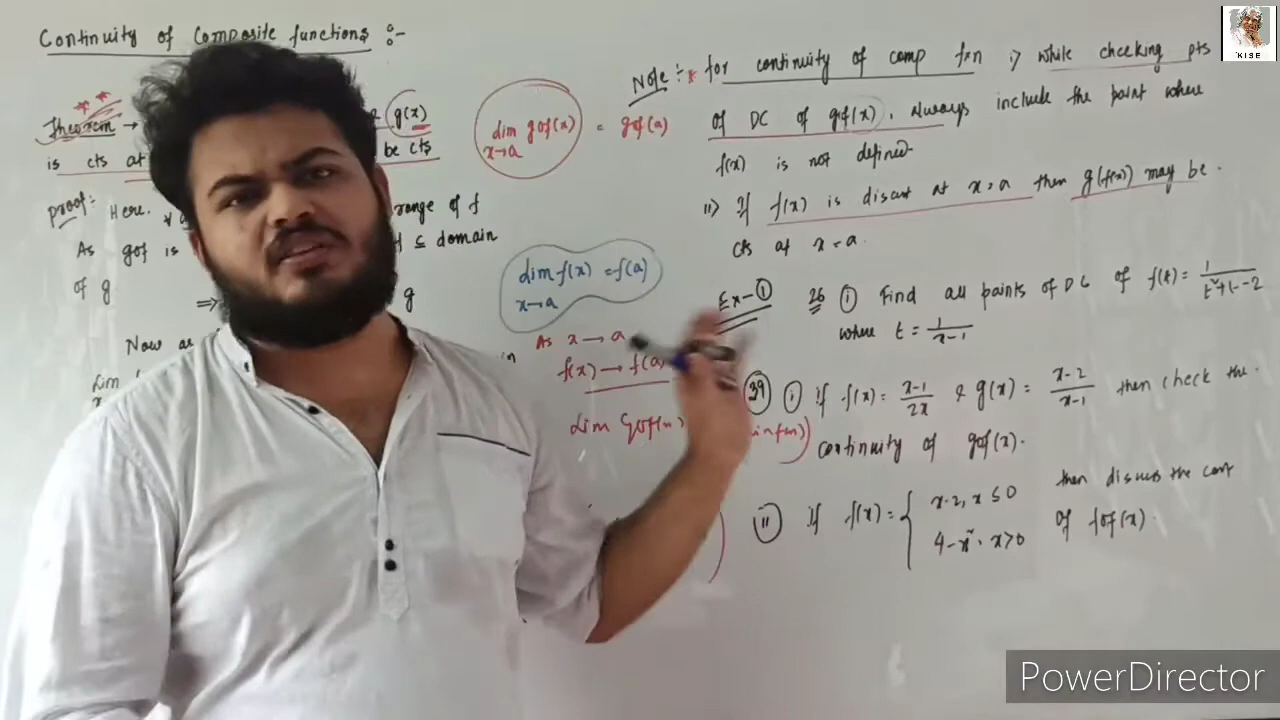 Continuity of Composite functions :-
Theorem → g(x)
is cts at be cts
proof: Here. range of f
As gof is ⊆ domain
of g ⇒ g
Now as
lim
lim gof(x) = gof(a)
x→a
lim f(x) = f(a)
x→a
As x → a
f(x) → f(a)
Lim gof(x)
Note :- * for continuity of comp fxn i) while checking pts
of DC of gof(x). Always include the point where
f(x) is not defined
ii) If f(x) is discont at x=a then g(f(x)) may be.
cts at x=a.
Ex-① 26 ① Find all points of DC of f(t) = 1/t²+t-2
where t = 1/x-1
39 ① if f(x) = x-1/2x & g(x) = x-2/x-1 then check the.
continuity of gof(x).
ii If f(x) = { x-2, x ≤ 0 then discuss the cont
4-x², x>0 of fof(x).
KISE
PowerDirector